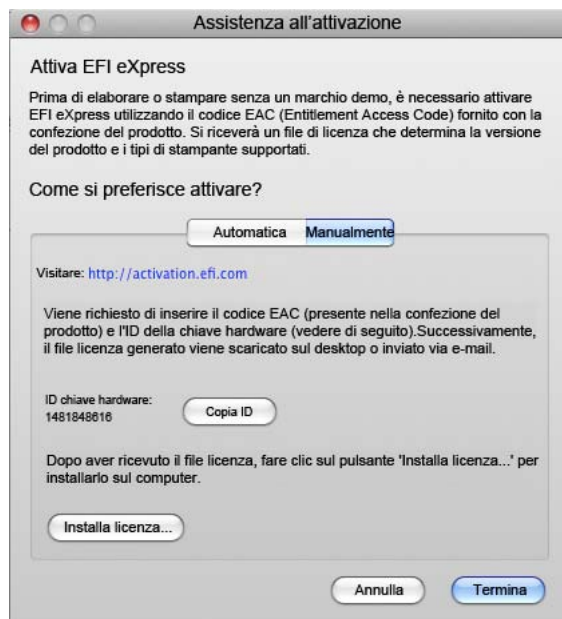 Assistenza all'attivazione
Attiva EFI eXpress
Prima di elaborare o stampare senza un marchio demo, è necessario attivare
EFI eXpress utilizzando il codice EAC (Entitlement Access Code) fornito con la
confezione del prodotto. Si riceverà un file di licenza che determina la versione
del prodotto e i tipi di stampante supportati.
Come si preferisce attivare?
Automatica Manualmente
Visitare: http://activation.efi.com
Viene richiesto di inserire il codice EAC (presente nella confezione del
prodotto) e l'ID della chiave hardware (vedere di seguito).Successivamente,
il file licenza generato viene scaricato sul desktop o inviato via e-mail.
ID chiave hardware:
1481848616
Copia ID
Dopo aver ricevuto il file licenza, fare clic sul pulsante 'Installa licenza...' per
installarlo sul computer.
Installa licenza...
Annulla Termina